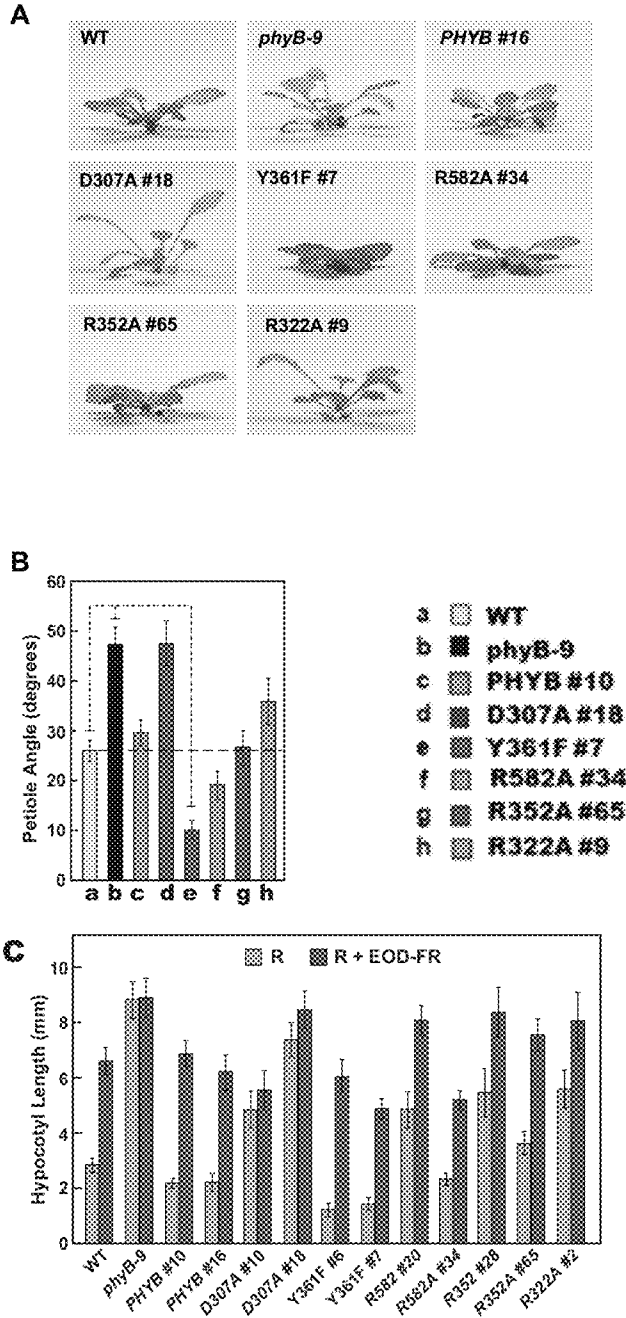 A
WT
phyB-9
PHYB #16
D307A #18
Y361F #7
R582A #34
R352A #65
R322A #9
B
Petiole Angle (degrees)
60
50
40
30
20
10
0
a b c d e f g h
a WT
b phyB-9
c PHYB #10
d D307A #18
e Y361F #7
f R582A #34
g R352A #65
h R322A #9
C
R R + EOD-FR
Hypocotyl Length (mm)
10
8
6
4
2
0
WT
phyB-9
PHYB #10
PHYB #16
D307A #10
D307A #18
Y361F #6
Y361F #7
R582 #20
R582A #34
R352 #28
R352A #65
R322A #2